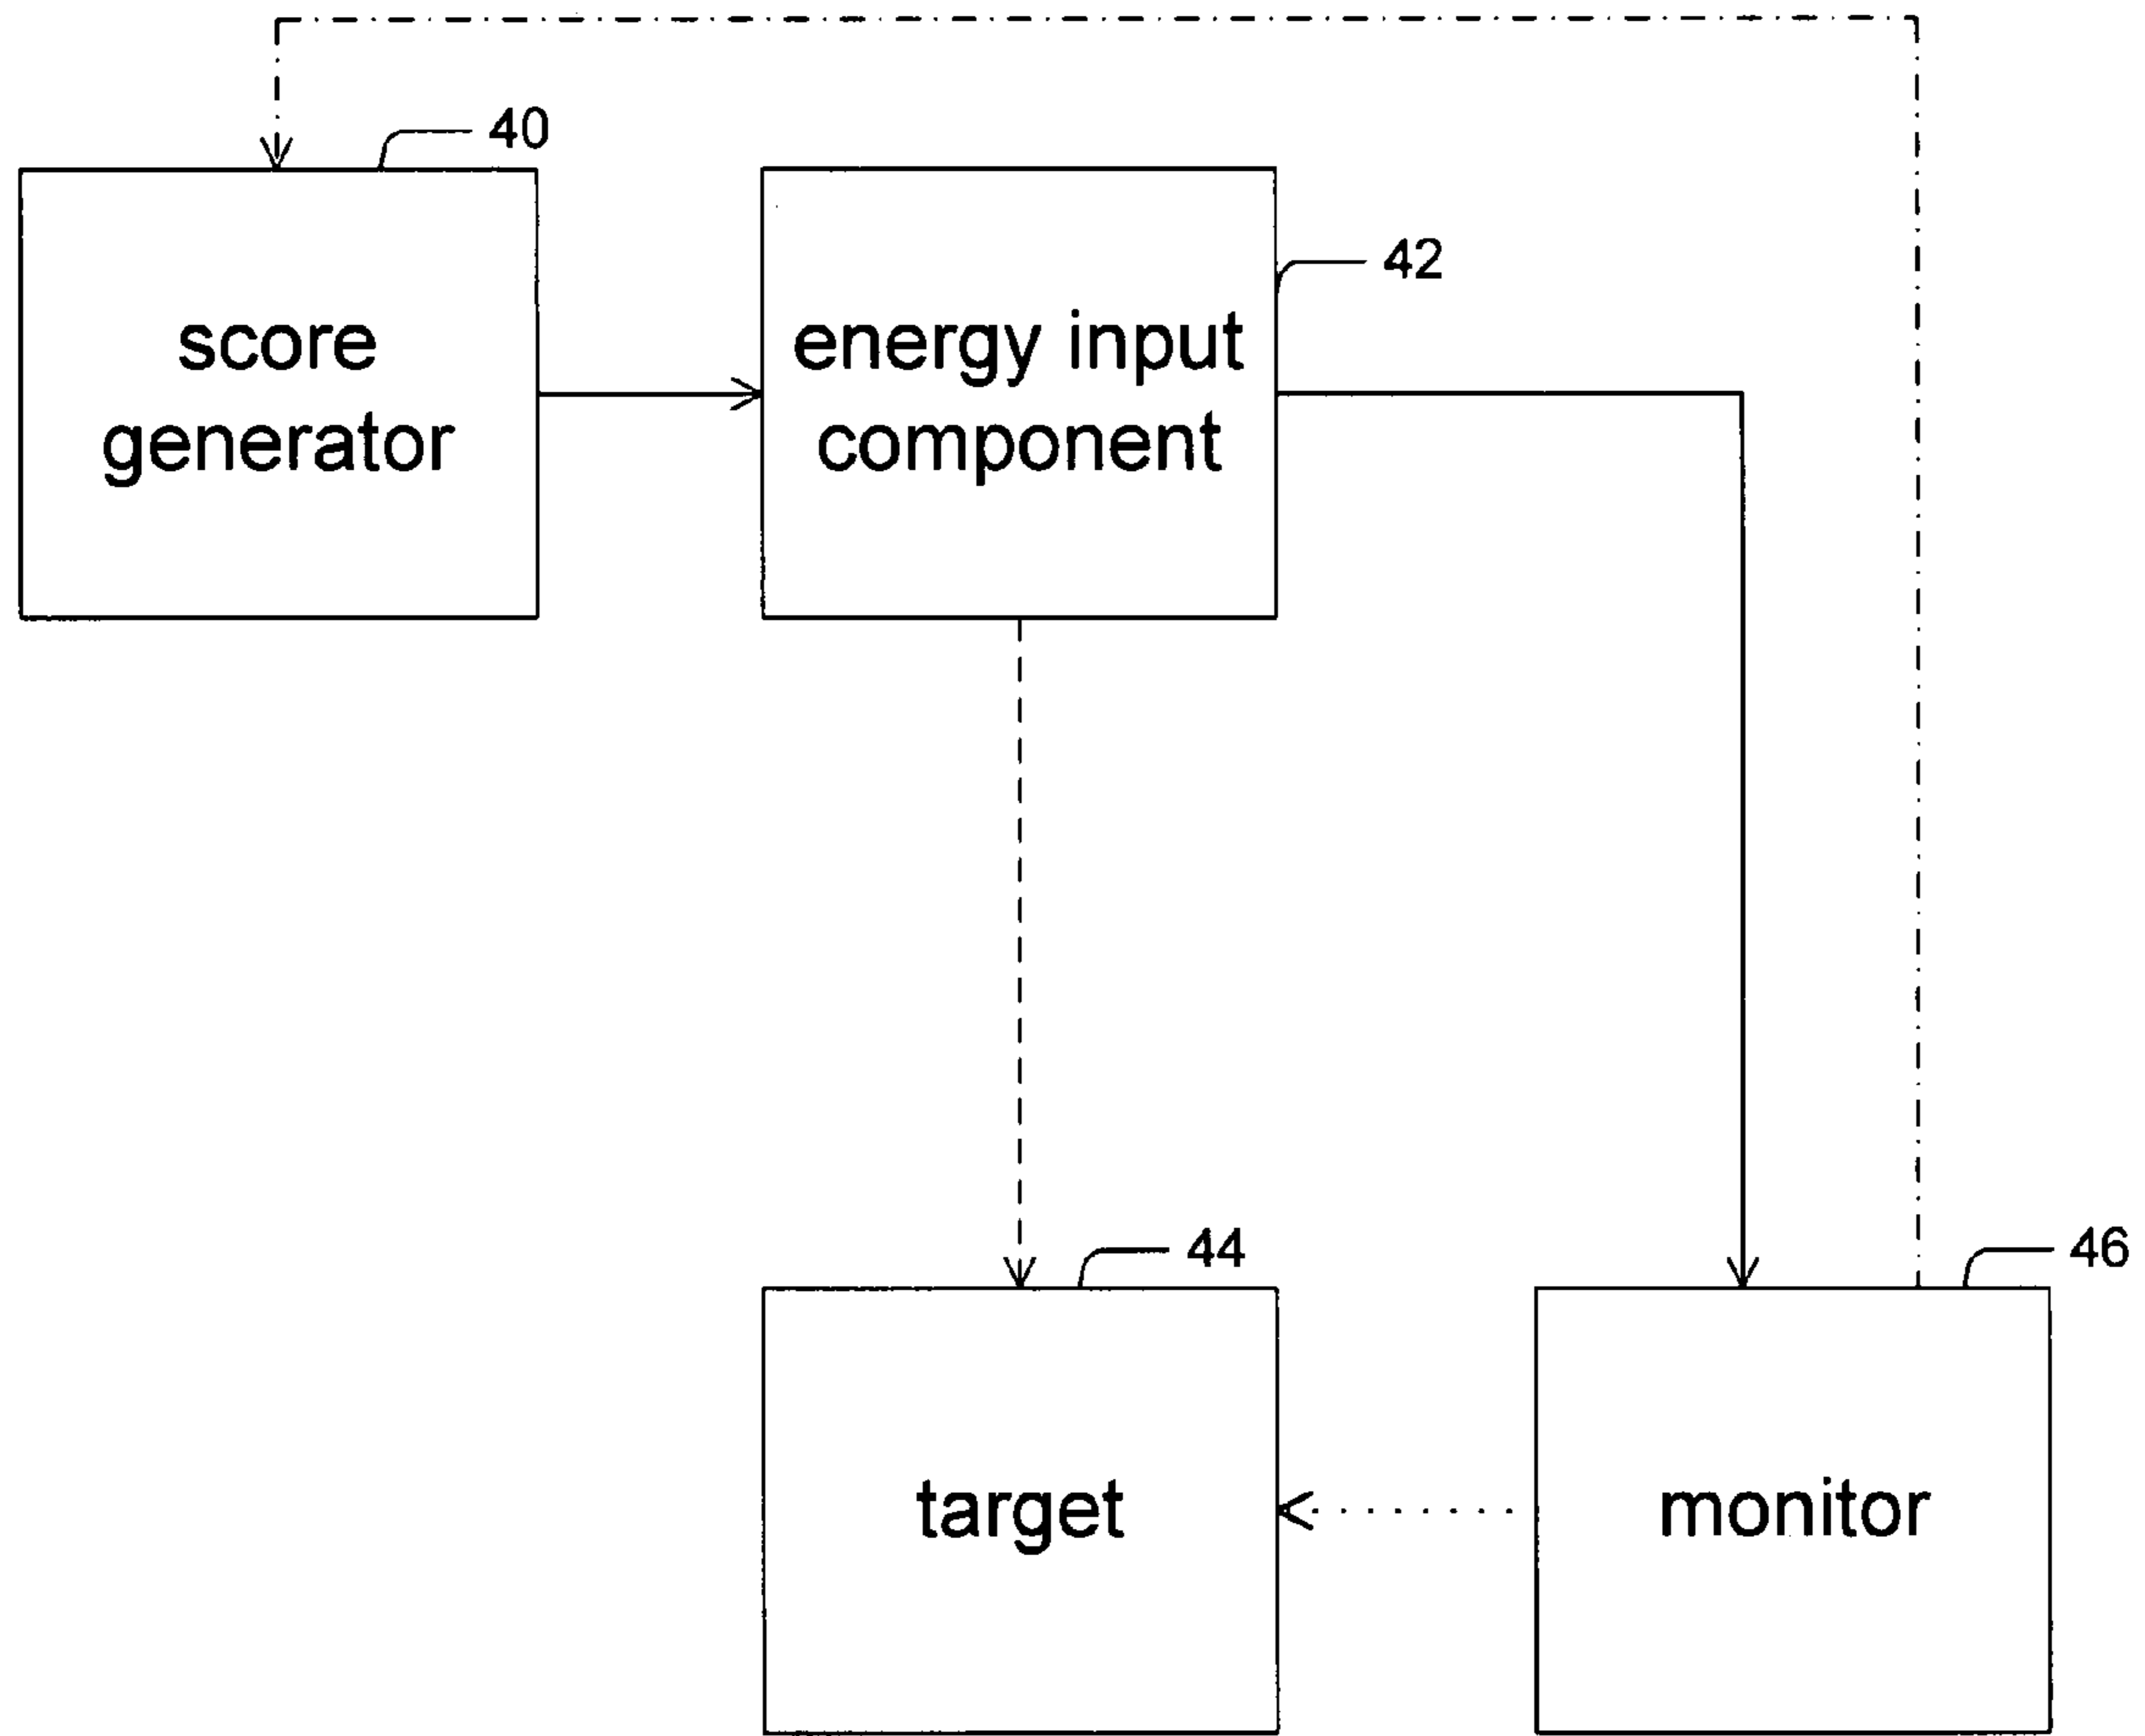 40
score
generator
energy input
component
42
44
target
46
monitor